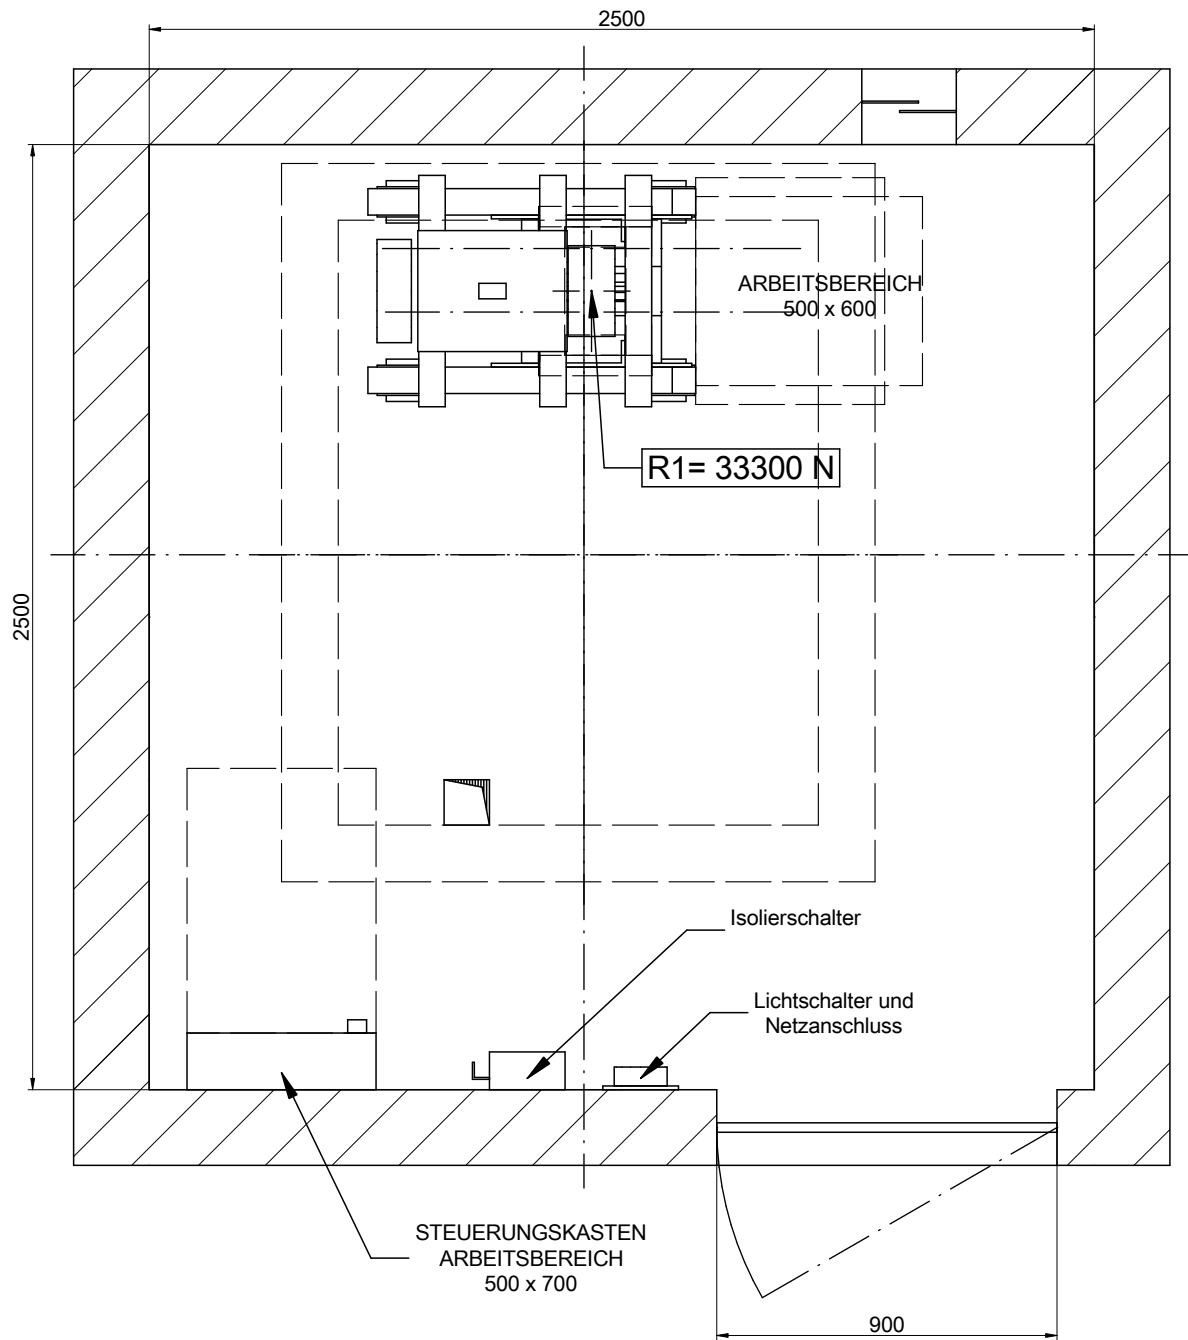 2500
ARBEITSBEREICH
500 x 600
R1= 33300 N
2500
Isolierschalter
Lichtschalter und
Netzanschluss
STEUERUNGSKASTEN
ARBEITSBEREICH
500 x 700
900